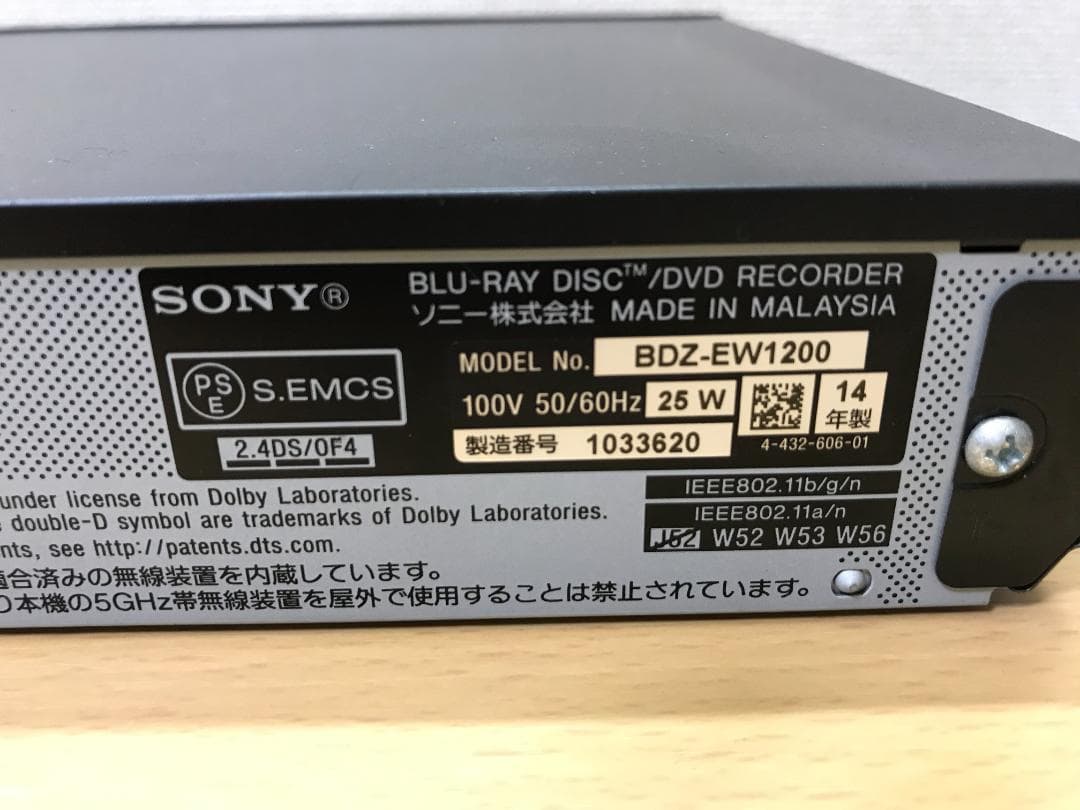 SONY®
BLU-RAY DISC™/DVD RECORDER
ソニー株式会社 MADE IN MALAYSIA
MODEL No. BDZ-EW1200
PS
E
S.EMCS
100V 50/60Hz 25 W
14
年製
2.4DS/OF4
製造番号 1033620
4-432-606-01
under license from Dolby Laboratories.
double-D symbol are trademarks of Dolby Laboratories.
see http://patents.dts.com.
合済みの無線装置を内蔵しています。
本機の5GHz帯無線装置を屋外で使用することは禁止されています。
IEEE802.11b/g/n
IEEE802.11a/n
J52 W52 W53 W56